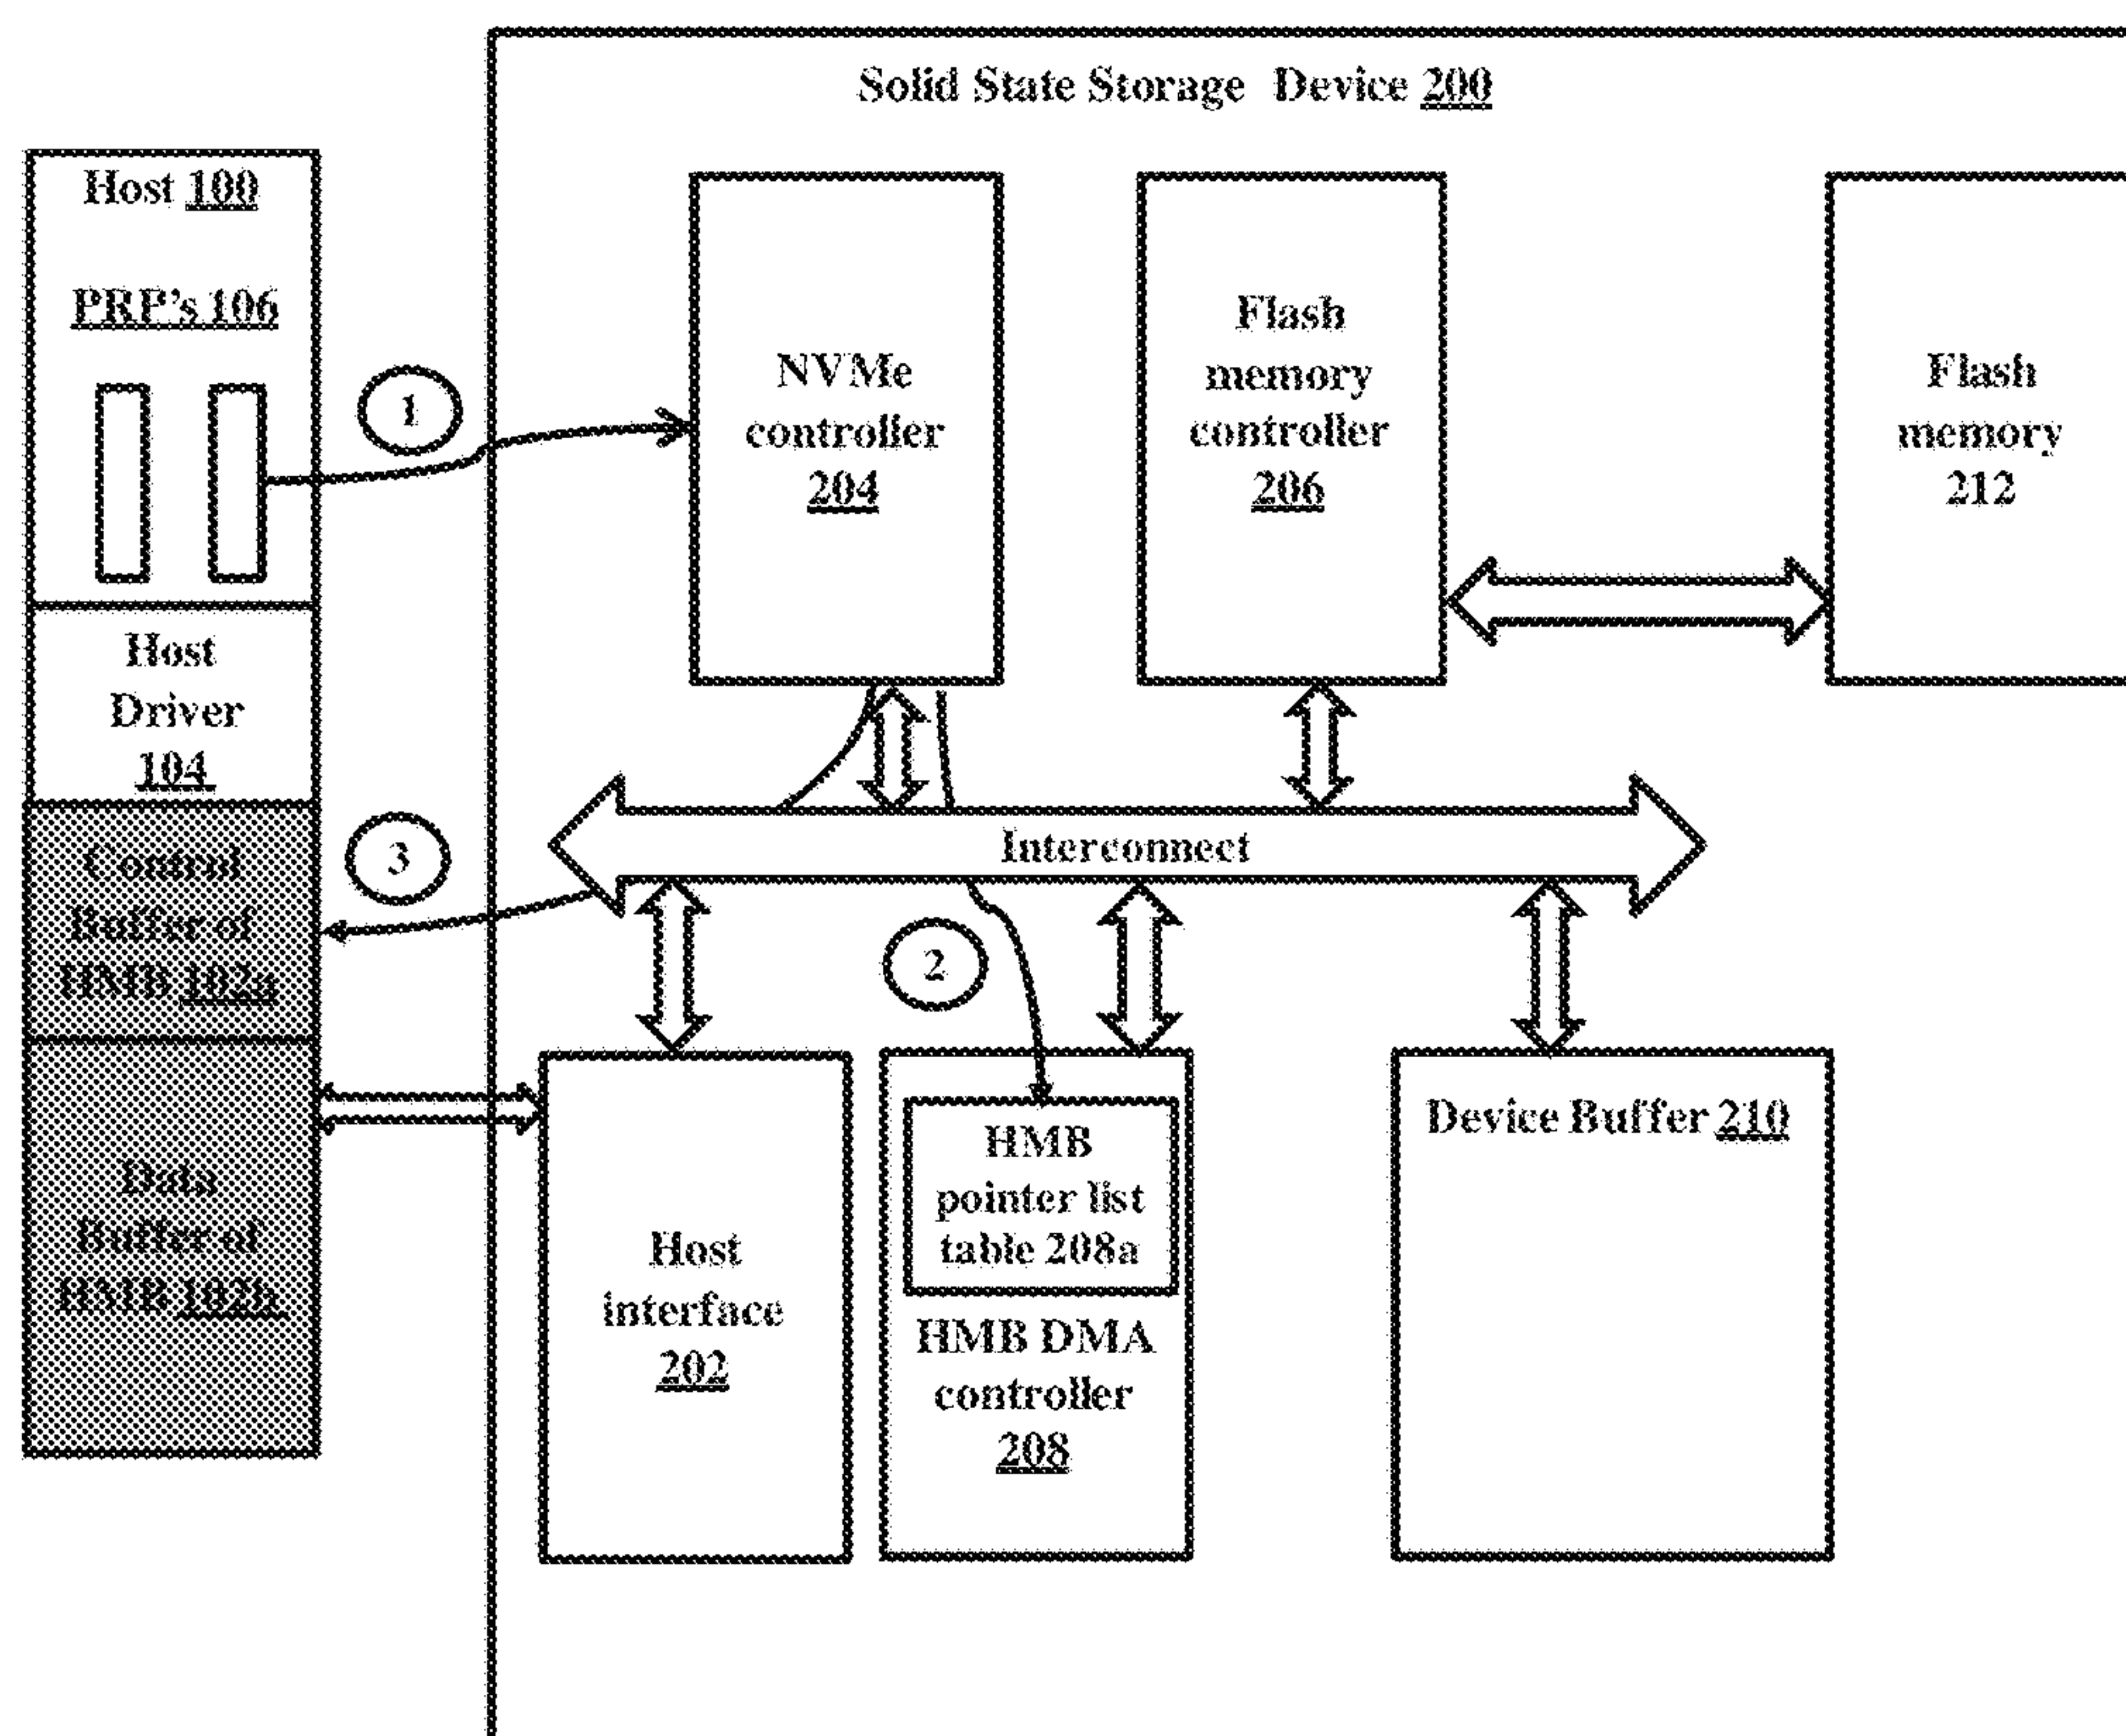 Solid State Storage Device 200
Host 100
PRP's 106
1
NVMe
controller
204
Flash
memory
controller
206
Flash
memory
212
Host
Driver
104
Control
Buffer of
HMB 102a
3
Interconnect
2
Data
Buffer of
HMB 102b
Host
interface
202
HMB
pointer list
table 208a
HMB DMA
controller
208
Device Buffer 210